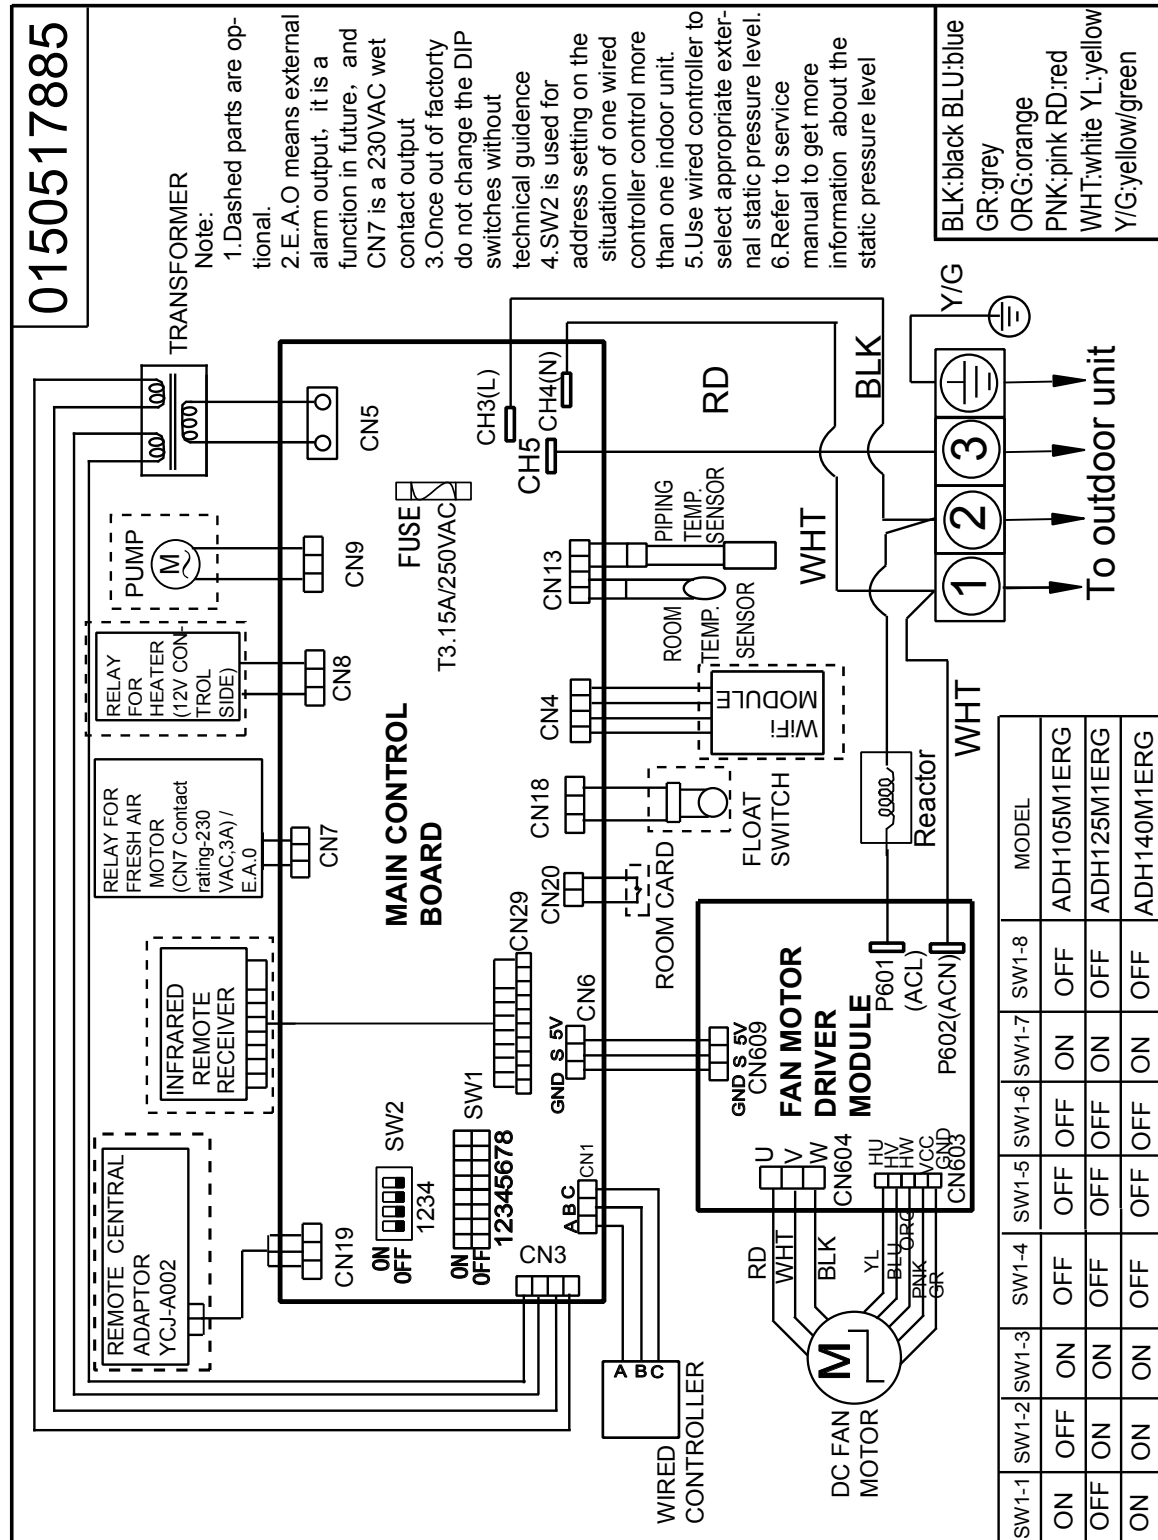 0150517885
TRANSFORMER
Note:
1.Dashed parts are op-
tional.
2.E.A.O means external
alarm output, it is a
function in future, and
CN7 is a 230VAC wet
contact output
3.Once out of factorty
do not change the DIP
switches without
technical guidence
4.SW2 is used for
address setting on the
situation of one wired
controller control more
than one indoor unit.
5.Use wired controller to
select appropriate exter-
nal static pressure level.
6.Refer to service
manual to get more
information about the
static pressure level
BLK:black BLU:blue
GR:grey
ORG:orange
PNK:pink RD:red
WHT:white YL:yellow
Y/G:yellow/green
REMOTE CENTRAL
ADAPTOR
YCJ-A002
INFRARED
REMOTE
RECEIVER
RELAY FOR
FRESH AIR
MOTOR
(CN7 Contact
rating-230
VAC,3A) /
E.A.0
RELAY
FOR
HEATER
(12V CON-
TROL
SIDE)
PUMP
M
CN19
CN7
CN8
CN9
CN5
ON
OFF
1234
SW2
ON
OFF
12345678
SW1
MAIN CONTROL
BOARD
FUSE
T3.15A/250VAC
CH3(L)
CH5
CH4(N)
CN3
A B C
CN1
GND S 5V
CN6
CN29
CN20
CN18
CN4
CN13
A B C
WIRED
CONTROLLER
ROOM CARD
FLOAT
SWITCH
WiFi
MODULE
ROOM
TEMP.
SENSOR
PIPING
TEMP.
SENSOR
RD
WHT
BLK
Y/G
GND S 5V
CN609
FAN MOTOR
DRIVER
MODULE
U
V
W
CN604
HU
HV
HW
VCC
GND
CN603
P601
(ACL)
P602(ACN)
RD
WHT
BLK
YL
BLU
ORG
PNK
GR
M
DC FAN
MOTOR
Reactor
WHT
1 2 3
To outdoor unit
SW1-1 SW1-2 SW1-3 SW1-4 SW1-5 SW1-6 SW1-7 SW1-8 MODEL
ON OFF ON OFF OFF OFF ON OFF ADH105M1ERG
OFF ON ON OFF OFF OFF ON OFF ADH125M1ERG
ON ON ON OFF OFF OFF ON OFF ADH140M1ERG